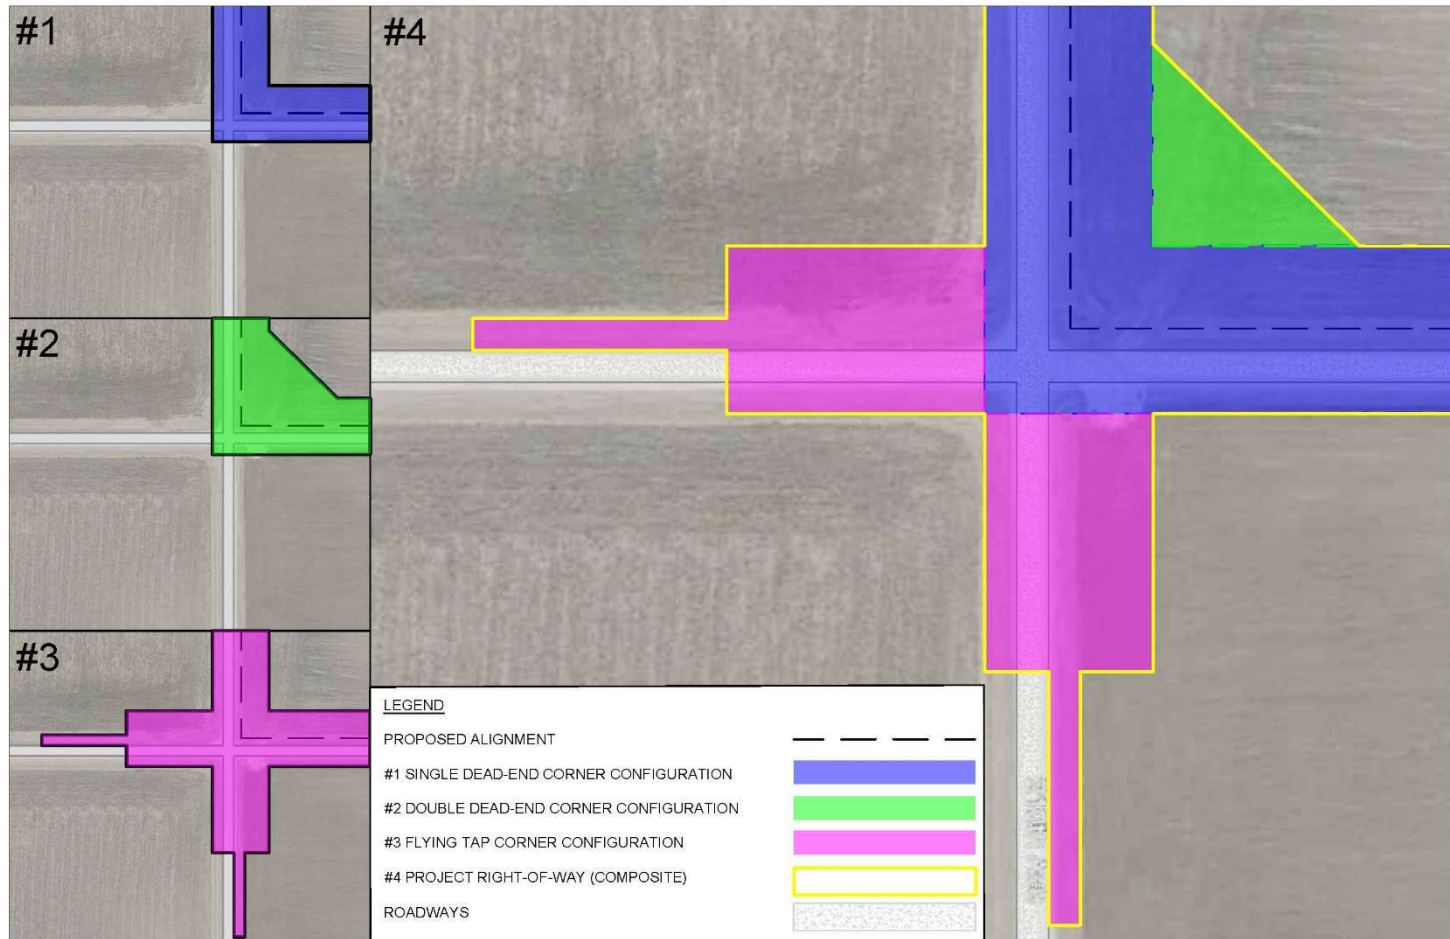 #1
#4
#2
#3
LEGEND
PROPOSED ALIGNMENT
#1 SINGLE DEAD-END CORNER CONFIGURATION
#2 DOUBLE DEAD-END CORNER CONFIGURATION
#3 FLYING TAP CORNER CONFIGURATION
#4 PROJECT RIGHT-OF-WAY (COMPOSITE)
ROADWAYS